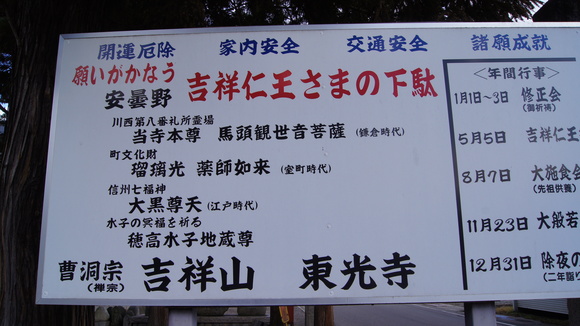 開運厄除 家内安全 交通安全 諸願成就
願いがかなう
安曇野 吉祥仁王さまの下駄
川西第八番札所霊場
当寺本尊 馬頭観世音菩薩(鎌倉時代)
町文化財
瑠璃光 薬師如来(室町時代)
信州七福神
大黒尊天(江戸時代)
水子の冥福を祈る
穂高水子地蔵尊
曹洞宗 吉祥山 東光寺
(禅宗)
<年間行事>
1月1日~3日 修正会
(御祈祷)
5月5日 吉祥仁王
8月7日 大施食会
(先祖供養)
11月23日 大般若
12月31日 除夜の
(二年詣り